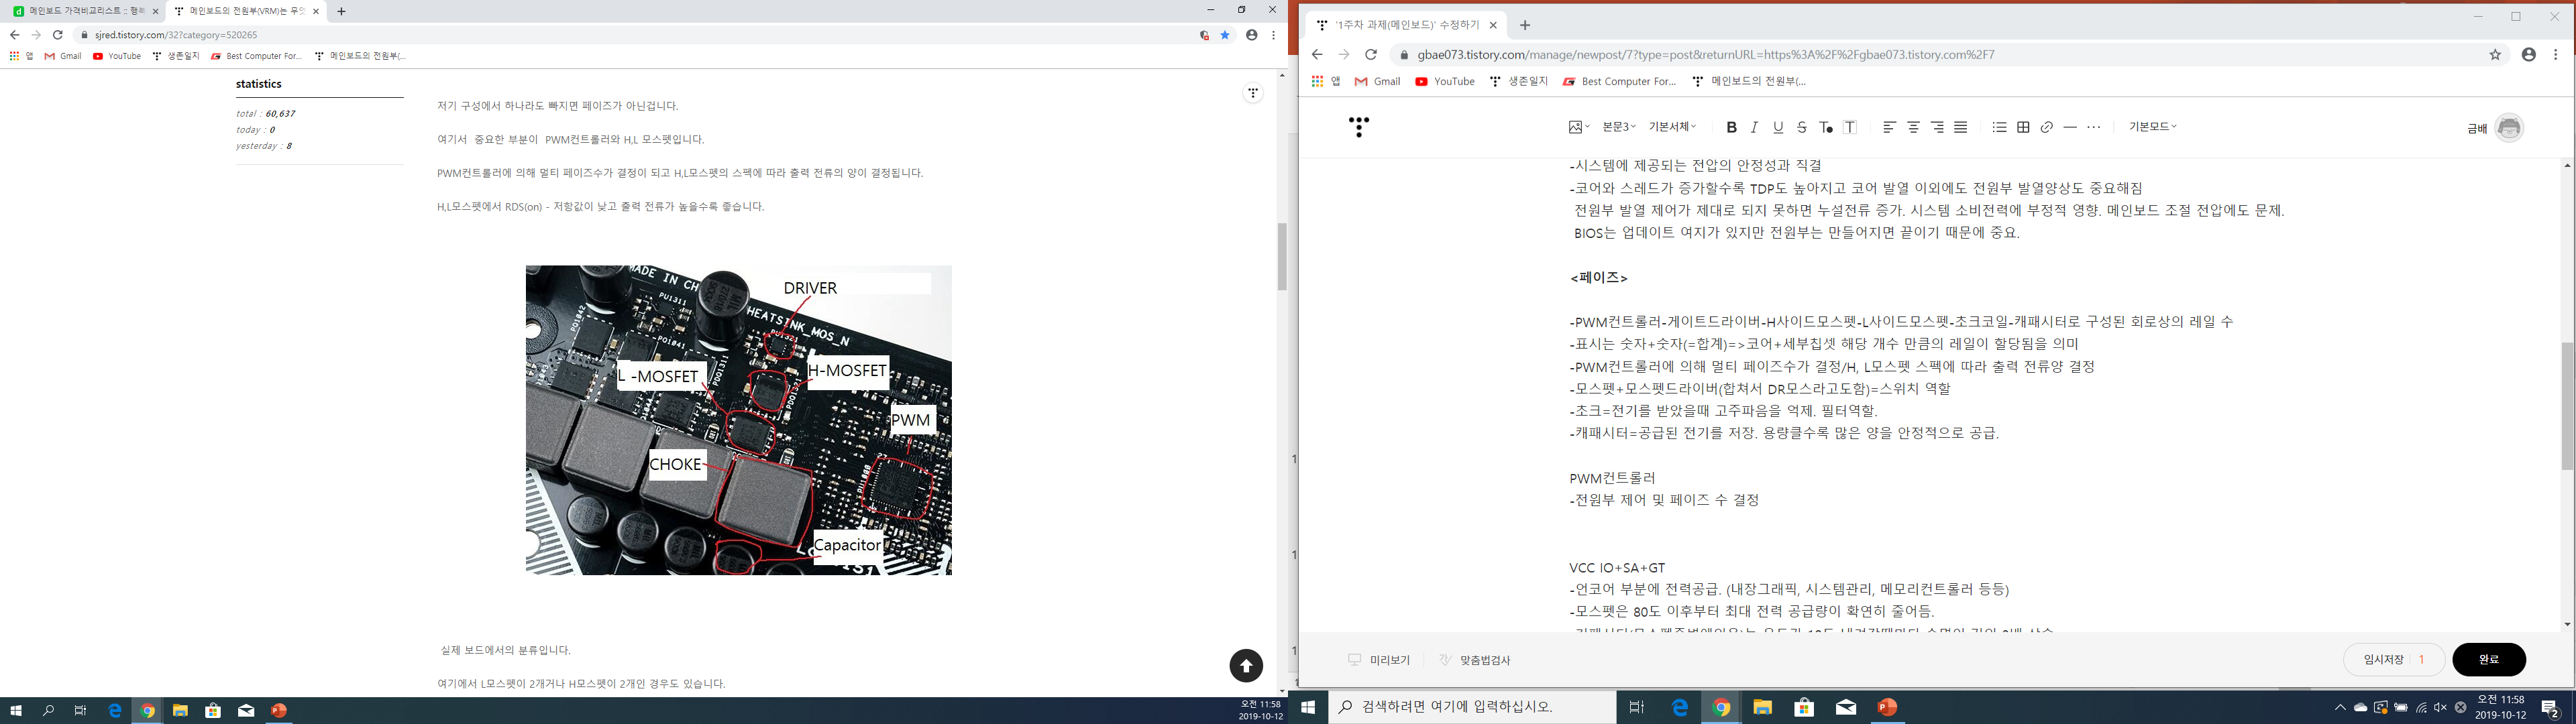 메인보드 가격비교리스트 :: 행복
메인보드의 전원부(VRM)는 무엇
sjred.tistory.com/32?category=520265
앱 Gmail YouTube 생존일지 Best Computer For... 메인보드의 전원부(...
statistics
total : 60,637
today : 0
yesterday : 8
저기 구성에서 하나라도 빠지면 페이즈가 아닌겁니다.
여기서 중요한 부분이 PWM컨트롤러와 H,L 모스펫입니다.
PWM컨트롤러에 의해 멀티 페이즈수가 결정이 되고 H,L모스펫의 스펙에 따라 출력 전류의 양이 결정됩니다.
H,L모스펫에서 RDS(on) - 저항값이 낮고 출력 전류가 높을수록 좋습니다.
MADE IN CH
PU1311
DRIVER
HEATSINK_MOS_N
PQ1042
PQ1041
L -MOSFET
H-MOSFET
PWM
CHOKE
Capacitor
실제 보드에서의 분류입니다.
여기에서 L모스펫이 2개거나 H모스펫이 2개인 경우도 있습니다.
오전 11:58
2019-10-12
'1주차 과제(메인보드)' 수정하기
gbae073.tistory.com/manage/newpost/7?type=post&returnURL=https%3A%2F%2Fgbae073.tistory.com%2F7
앱 Gmail YouTube 생존일지 Best Computer For... 메인보드의 전원부(...
본문3 기본서체 B I U S T T 기본모드 금배
-시스템에 제공되는 전압의 안정성과 직결
-코어와 스레드가 증가할수록 TDP도 높아지고 코어 발열 이외에도 전원부 발열양상도 중요해짐
전원부 발열 제어가 제대로 되지 못하면 누설전류 증가. 시스템 소비전력에 부정적 영향. 메인보드 조절 전압에도 문제.
BIOS는 업데이트 여지가 있지만 전원부는 만들어지면 끝이기 때문에 중요.
<페이즈>
-PWM컨트롤러-게이트드라이버-H사이드모스펫-L사이드모스펫-초크코일-캐패시터로 구성된 회로상의 레일 수
-표시는 숫자+숫자(=합계)=>코어+세부칩셋 해당 개수 만큼의 레일이 할당됨을 의미
-PWM컨트롤러에 의해 멀티 페이즈수가 결정/H, L모스펫 스펙에 따라 출력 전류양 결정
-모스펫+모스펫드라이버(합쳐서 DR모스라고도함)=스위치 역할
-초크=전기를 받았을때 고주파음을 억제. 필터역할.
-캐패시터=공급된 전기를 저장. 용량클수록 많은 양을 안정적으로 공급.
PWM컨트롤러
-전원부 제어 및 페이즈 수 결정
VCC IO+SA+GT
-언코어 부분에 전력공급. (내장그래픽, 시스템관리, 메모리컨트롤러 등등)
-모스펫은 80도 이후부터 최대 전력 공급량이 확연히 줄어듬.
미리보기 맞춤법검사 임시저장 1 완료
검색하려면 여기에 입력하십시오.
오전 11:58
2019-10-12
2